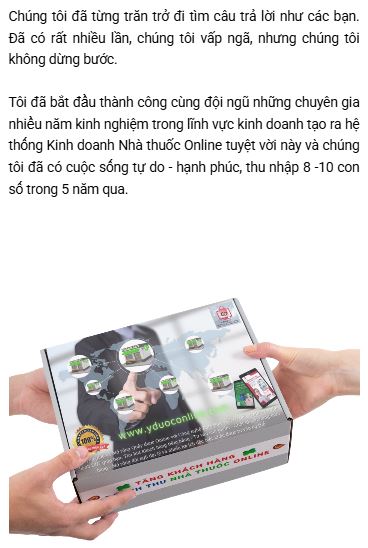 Chúng tôi đã từng trăn trở đi tìm câu trả lời như các bạn.
Đã có rất nhiều lần, chúng tôi vấp ngã, nhưng chúng tôi
không dừng bước.
Tôi đã bắt đầu thành công cùng đội ngũ những chuyên gia
nhiều năm kinh nghiệm trong lĩnh vực kinh doanh tạo ra hệ
thống Kinh doanh Nhà thuốc Online tuyệt vời này và chúng
tôi đã có cuộc sống tự do - hạnh phúc, thu nhập 8 -10 con
số trong 5 năm qua.
100%
www.yduoconline.com
TĂNG KHÁCH HÀNG
THU NHÀ THUỐC ONLINE